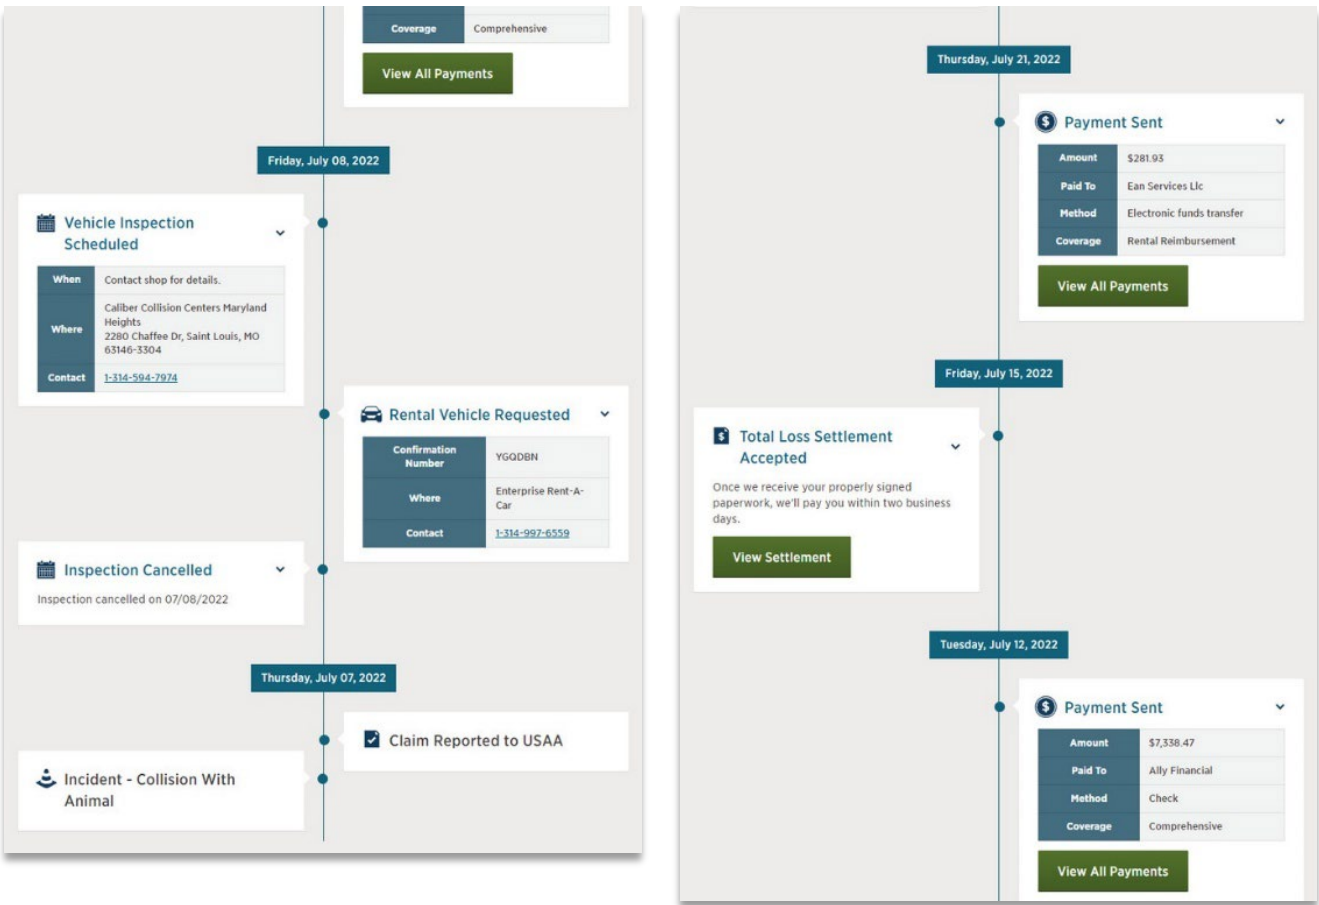 Coverage Comprehensive
View All Payments
Friday, July 08, 2022
Vehicle Inspection
Scheduled
When Contact shop for details.
Where Caliber Collision Centers Maryland
Heights
2280 Chaffee Dr, Saint Louis, MO
63146-3304
Contact 1-314-594-7974
Rental Vehicle Requested
Confirmation
Number YGQDBN
Where Enterprise Rent-A-
Car
Contact 1-314-997-6559
Inspection Cancelled
Inspection cancelled on 07/08/2022
Thursday, July 07, 2022
Claim Reported to USAA
Incident - Collision With
Animal
Thursday, July 21, 2022
Payment Sent
Amount $281.93
Paid To Ean Services Llc
Method Electronic funds transfer
Coverage Rental Reimbursement
View All Payments
Friday, July 15, 2022
Total Loss Settlement
Accepted
Once we receive your properly signed
paperwork, we'll pay you within two business
days.
View Settlement
Tuesday, July 12, 2022
Payment Sent
Amount $7,338.47
Paid To Ally Financial
Method Check
Coverage Comprehensive
View All Payments